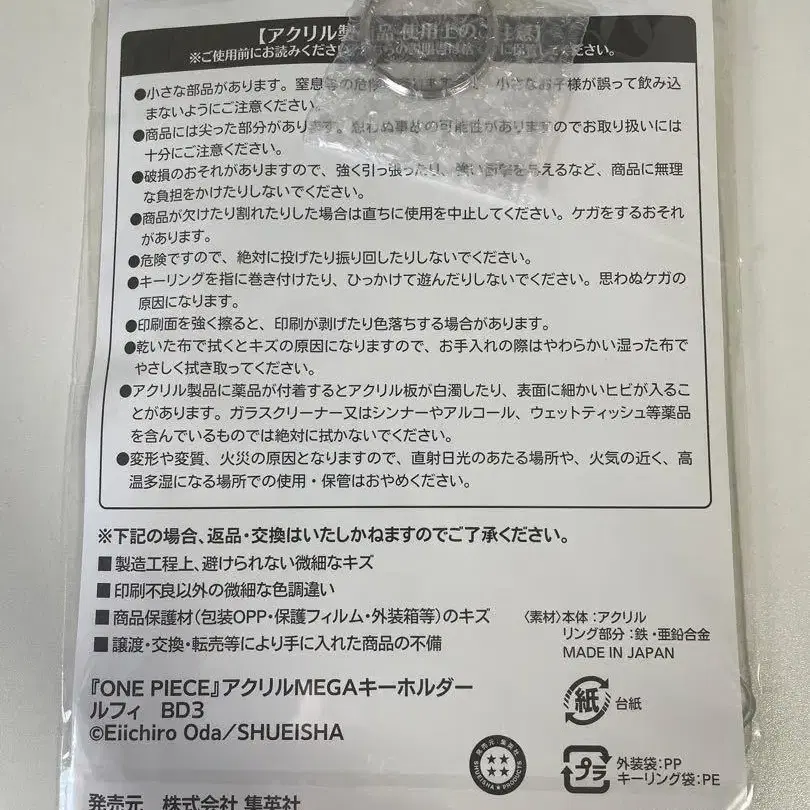 【アクリル製 品 使用上のご注意】
※ご使用前にお読みください。 ちらの説明書は捨てずに保管してください。
●小さな部品があります。窒息等の危険 小さなお子様が誤って飲み込
まないようにご注意ください。
●商品には尖った部分があります。思わぬ事故の可能性がありますのでお取り扱いには
十分にご注意ください。
●破損のおそれがありますので、強く引っ張ったり、強い衝撃を与えるなど、商品に無理
な負担をかけたりしないでください。
●商品が欠けたり割れたりした場合は直ちに使用を中止してください。ケガをするおそれ
があります。
●危険ですので、絶対に投げたり振り回したりしないでください。
●キーリングを指に巻き付けたり、ひっかけて遊んだりしないでください。思わぬケガの
原因になります。
●印刷面を強く擦ると、印刷が剥げたり色落ちする場合があります。
●乾いた布で拭くとキズの原因になりますので、お手入れの際はやわらかい湿った布で
やさしく拭き取ってください。
●アクリル製品に薬品が付着するとアクリル板が白濁したり、表面に細かいヒビが入るこ
とがあります。ガラスクリーナー又はシンナーやアルコール、ウェットティッシュ等薬品
を含んでいるものでは絶対に拭かないでください。
●変形や変質、火災の原因となりますので、直射日光のあたる場所や、火気の近く、高
温多湿になる場所での使用・保管はおやめください。
※下記の場合、返品・交換はいたしかねますのでご了承ください。
■製造工程上、避けられない微細なキズ
■印刷不良以外の微細な色調違い
■商品保護材(包装OPP・保護フィルム・外装箱等)のキズ
■譲渡・交換・転売等により手に入れた商品の不備
〈素材〉本体:アクリル
リング部分:鉄・亜鉛合金
MADE IN JAPAN
『ONE PIECE』アクリルMEGAキーホルダー
ルフィ BD3
©Eiichiro Oda/SHUEISHA
紙 台紙
発売元・集英社
SHUEISHA PRODUCTS
プラ 外装袋:PP
キーリング袋:PE
発売元 株式会社 集英社